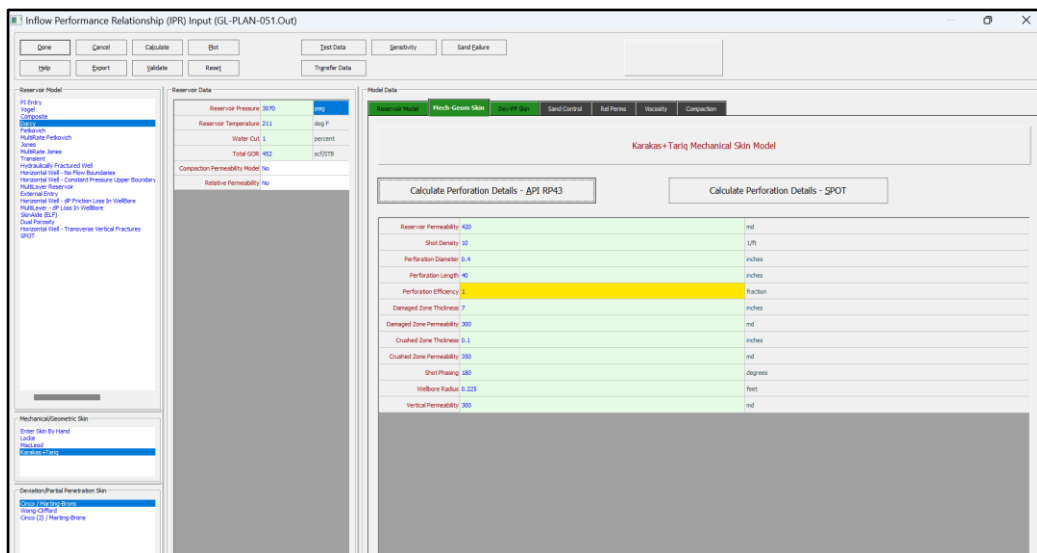 Inflow Performance Relationship (IPR) Input (GL-PLAN-051.Out)
Done Cancel Calculate Plot Test Data Sensitivity Sand Failure
Help Export Validate Reset Transfer Data
Reservoir Model
PI Entry
Vogel
Composite
Darcy
Fetkovich
MultiRate Fetkovich
Jones
MultiRate Jones
Transient
Hydraulically Fractured Well
Horizontal Well - No Flow Boundaries
Horizontal Well - Constant Pressure Upper Boundary
MultiLayer Reservoir
External Entry
Horizontal Well - dP Friction Loss In WellBore
MultiLayer - dP Loss In WellBore
SkinAide (ELF)
Dual Porosity
Horizontal Well - Transverse Vertical Fractures
SPOT
Mechanical/Geometric Skin
Enter Skin By Hand
Locke
MacLeod
Karakas+Tariq
Deviation/Partial Penetration Skin
Cinco / Marting-Brons
Wong-Clifford
Cinco (2) / Marting-Brons
Reservoir Data
Reservoir Pressure 3870 psig
Reservoir Temperature 211 deg F
Water Cut 1 percent
Total GOR 452 scf/STB
Compaction Permeability Model No
Relative Permeability No
Model Data
Reservoir Model Mech-Geom Skin Dev-PP Skin Sand Control Rel Perms Viscosity Compaction
Karakas+Tariq Mechanical Skin Model
Calculate Perforation Details - API RP43 Calculate Perforation Details - SPOT
Reservoir Permeability 420 md
Shot Density 10 1/ft
Perforation Diameter 0.4 inches
Perforation Length 40 inches
Perforation Efficiency 1 fraction
Damaged Zone Thickness 7 inches
Damaged Zone Permeability 300 md
Crushed Zone Thickness 0.1 inches
Crushed Zone Permeability 350 md
Shot Phasing 180 degrees
Wellbore Radius 0.225 feet
Vertical Permeability 300 md